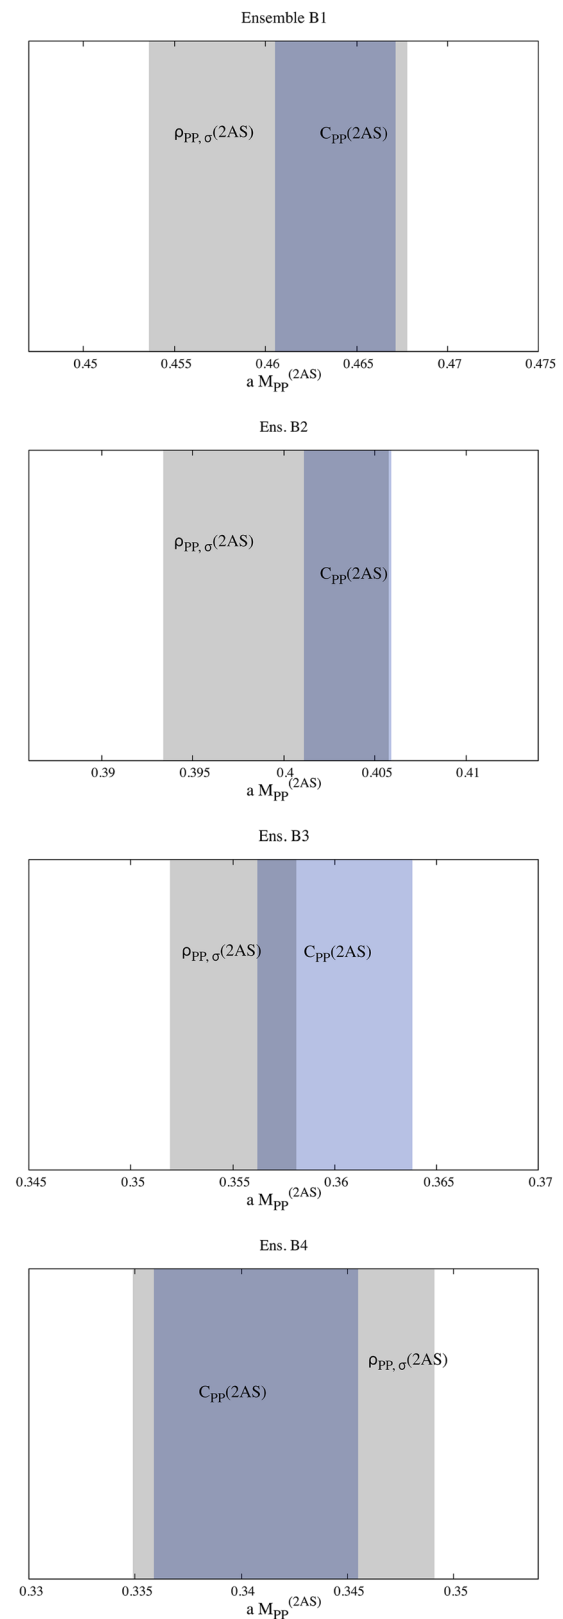 Ensemble B1
ρPP, σ(2AS) CPP(2AS)
0.45 0.455 0.46 0.465 0.47 0.475
a MPP(2AS)
Ens. B2
ρPP, σ(2AS)
CPP(2AS)
0.39 0.395 0.4 0.405 0.41
a MPP(2AS)
Ens. B3
ρPP, σ(2AS) CPP(2AS)
0.345 0.35 0.355 0.36 0.365 0.37
a MPP(2AS)
Ens. B4
ρPP, σ(2AS)
CPP(2AS)
0.33 0.335 0.34 0.345 0.35
a MPP(2AS)